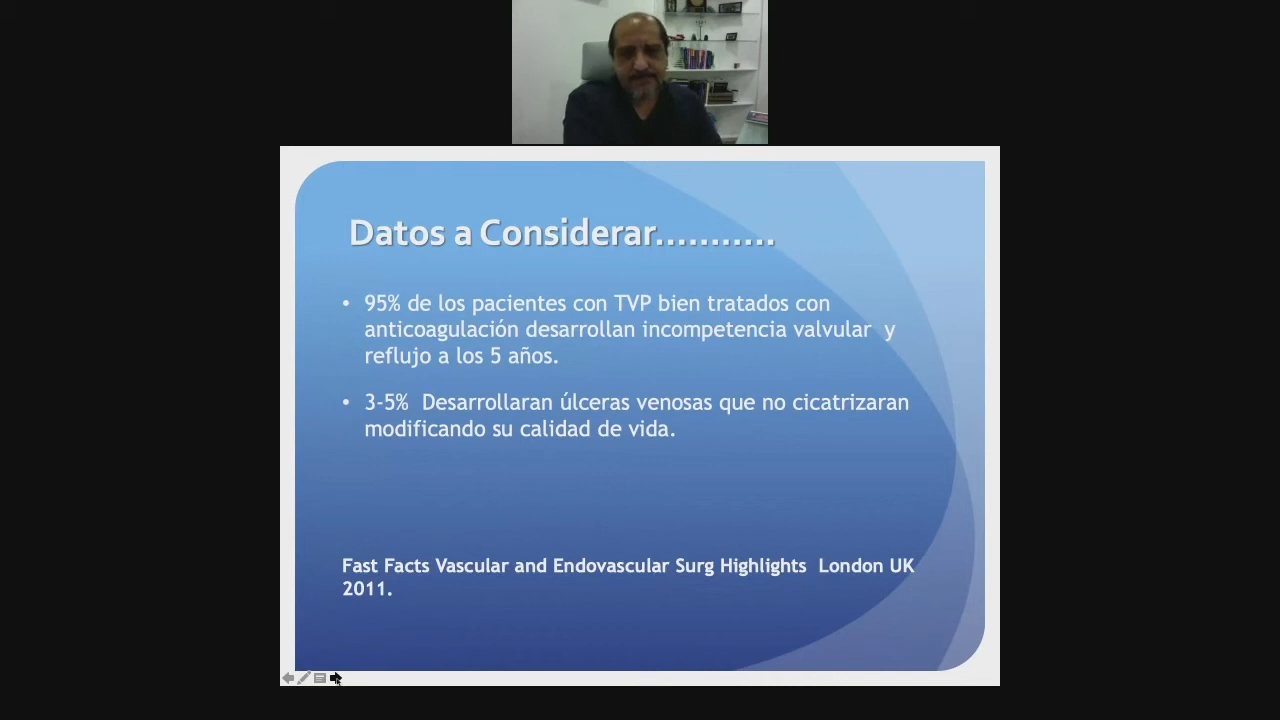 Datos a Considerar...........
• 95% de los pacientes con TVP bien tratados con
anticoagulación desarrollan incompetencia valvular y
reflujo a los 5 años.
• 3-5% Desarrollaran úlceras venosas que no cicatrizaran
modificando su calidad de vida.
Fast Facts Vascular and Endovascular Surg Highlights London UK
2011.